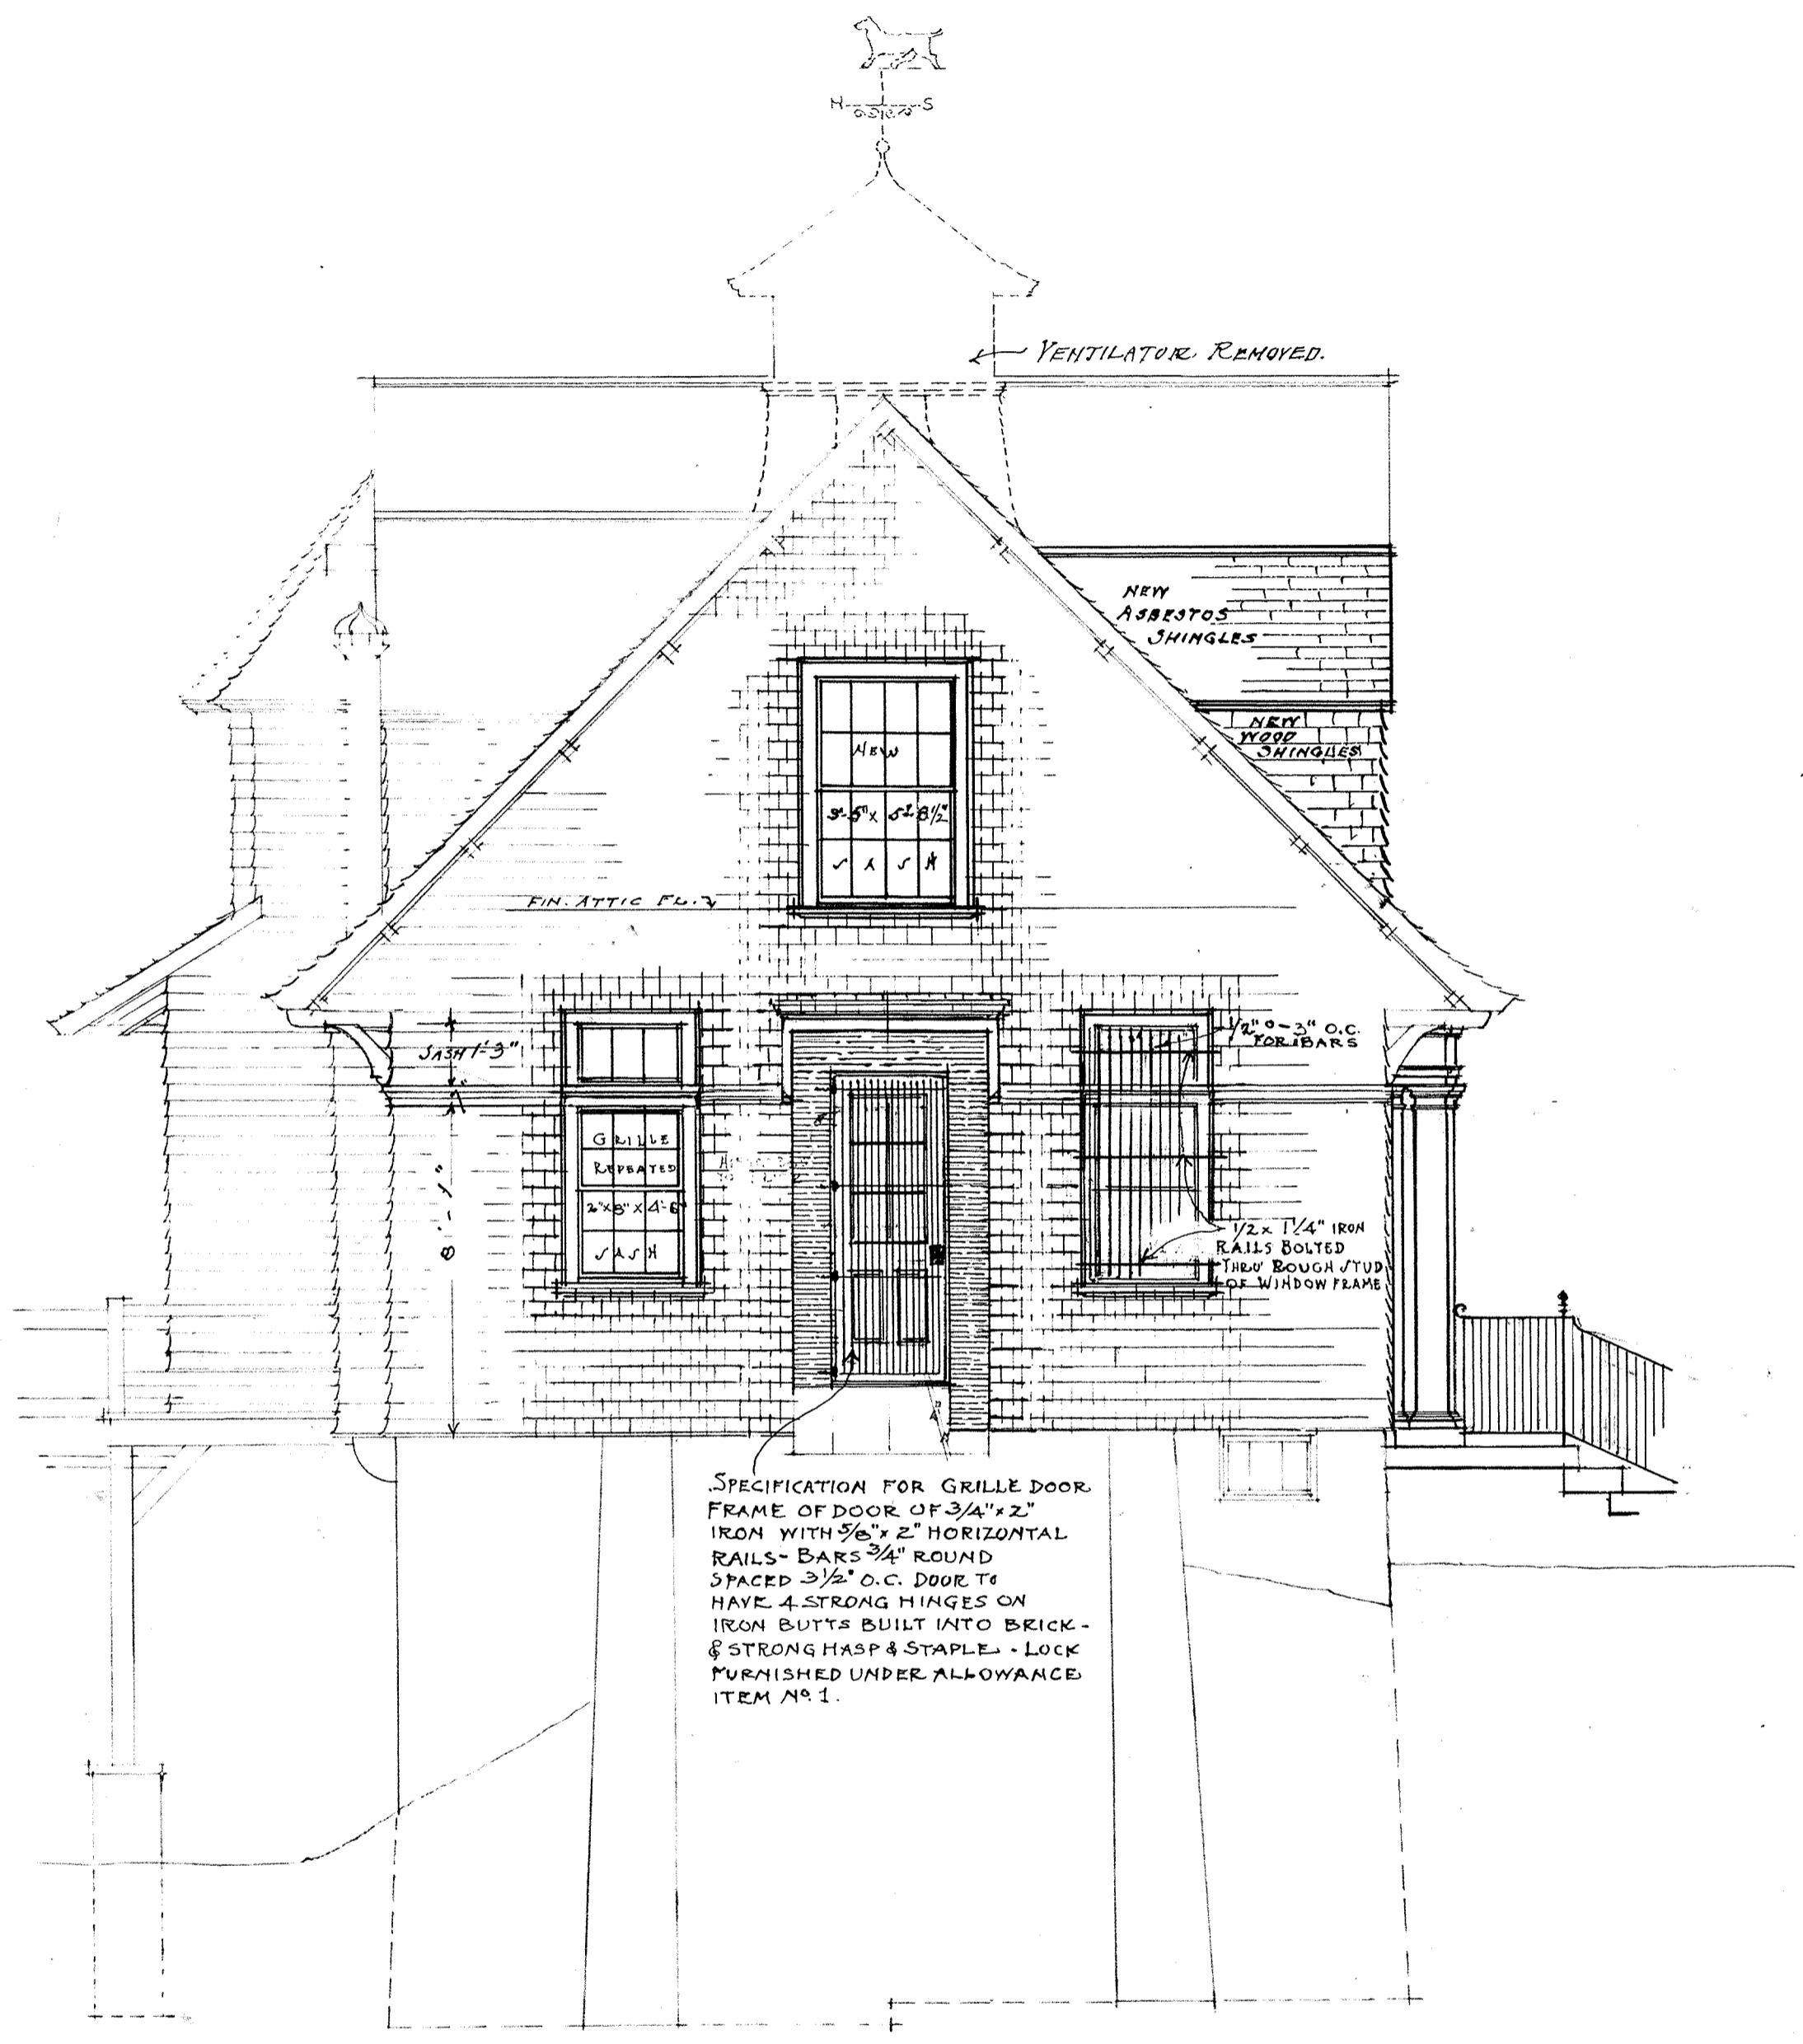 N S
VENTILATOR REMOVED.
NEW
ASBESTOS
SHINGLES
NEW
WOOD
SHINGLES
NEW
SASH
FIN. ATTIC FL.
SASH 1'-3"
1/2" O - 3" O.C.
FOR BARS
GRILLE
REPEATED
SASH
8'-1"
1/2 x 1 1/4" IRON
RAILS BOLTED
THRU ROUGH STUD
OF WINDOW FRAME
SPECIFICATION FOR GRILLE DOOR
FRAME OF DOOR OF 3/4" x 2"
IRON WITH 5/8" x 2" HORIZONTAL
RAILS - BARS 3/4" ROUND
SPACED 3 1/2" O.C. DOOR TO
HAVE 4 STRONG HINGES ON
IRON BUTTS BUILT INTO BRICK -
& STRONG HASP & STAPLE - LOCK
FURNISHED UNDER ALLOWANCE
ITEM No. 1.